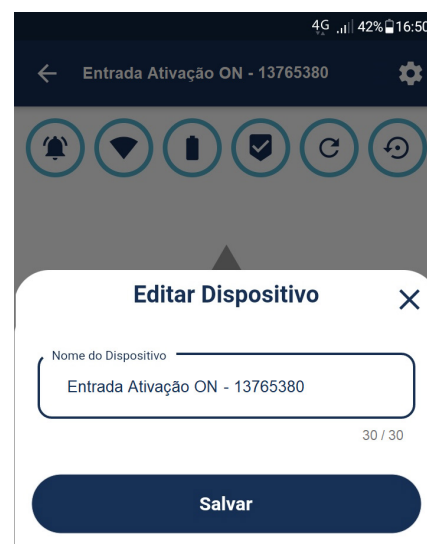 4G 42% 16:50
Entrada Ativação ON - 13765380
Editar Dispositivo
Nome do Dispositivo
Entrada Ativação ON - 13765380
30 / 30
Salvar